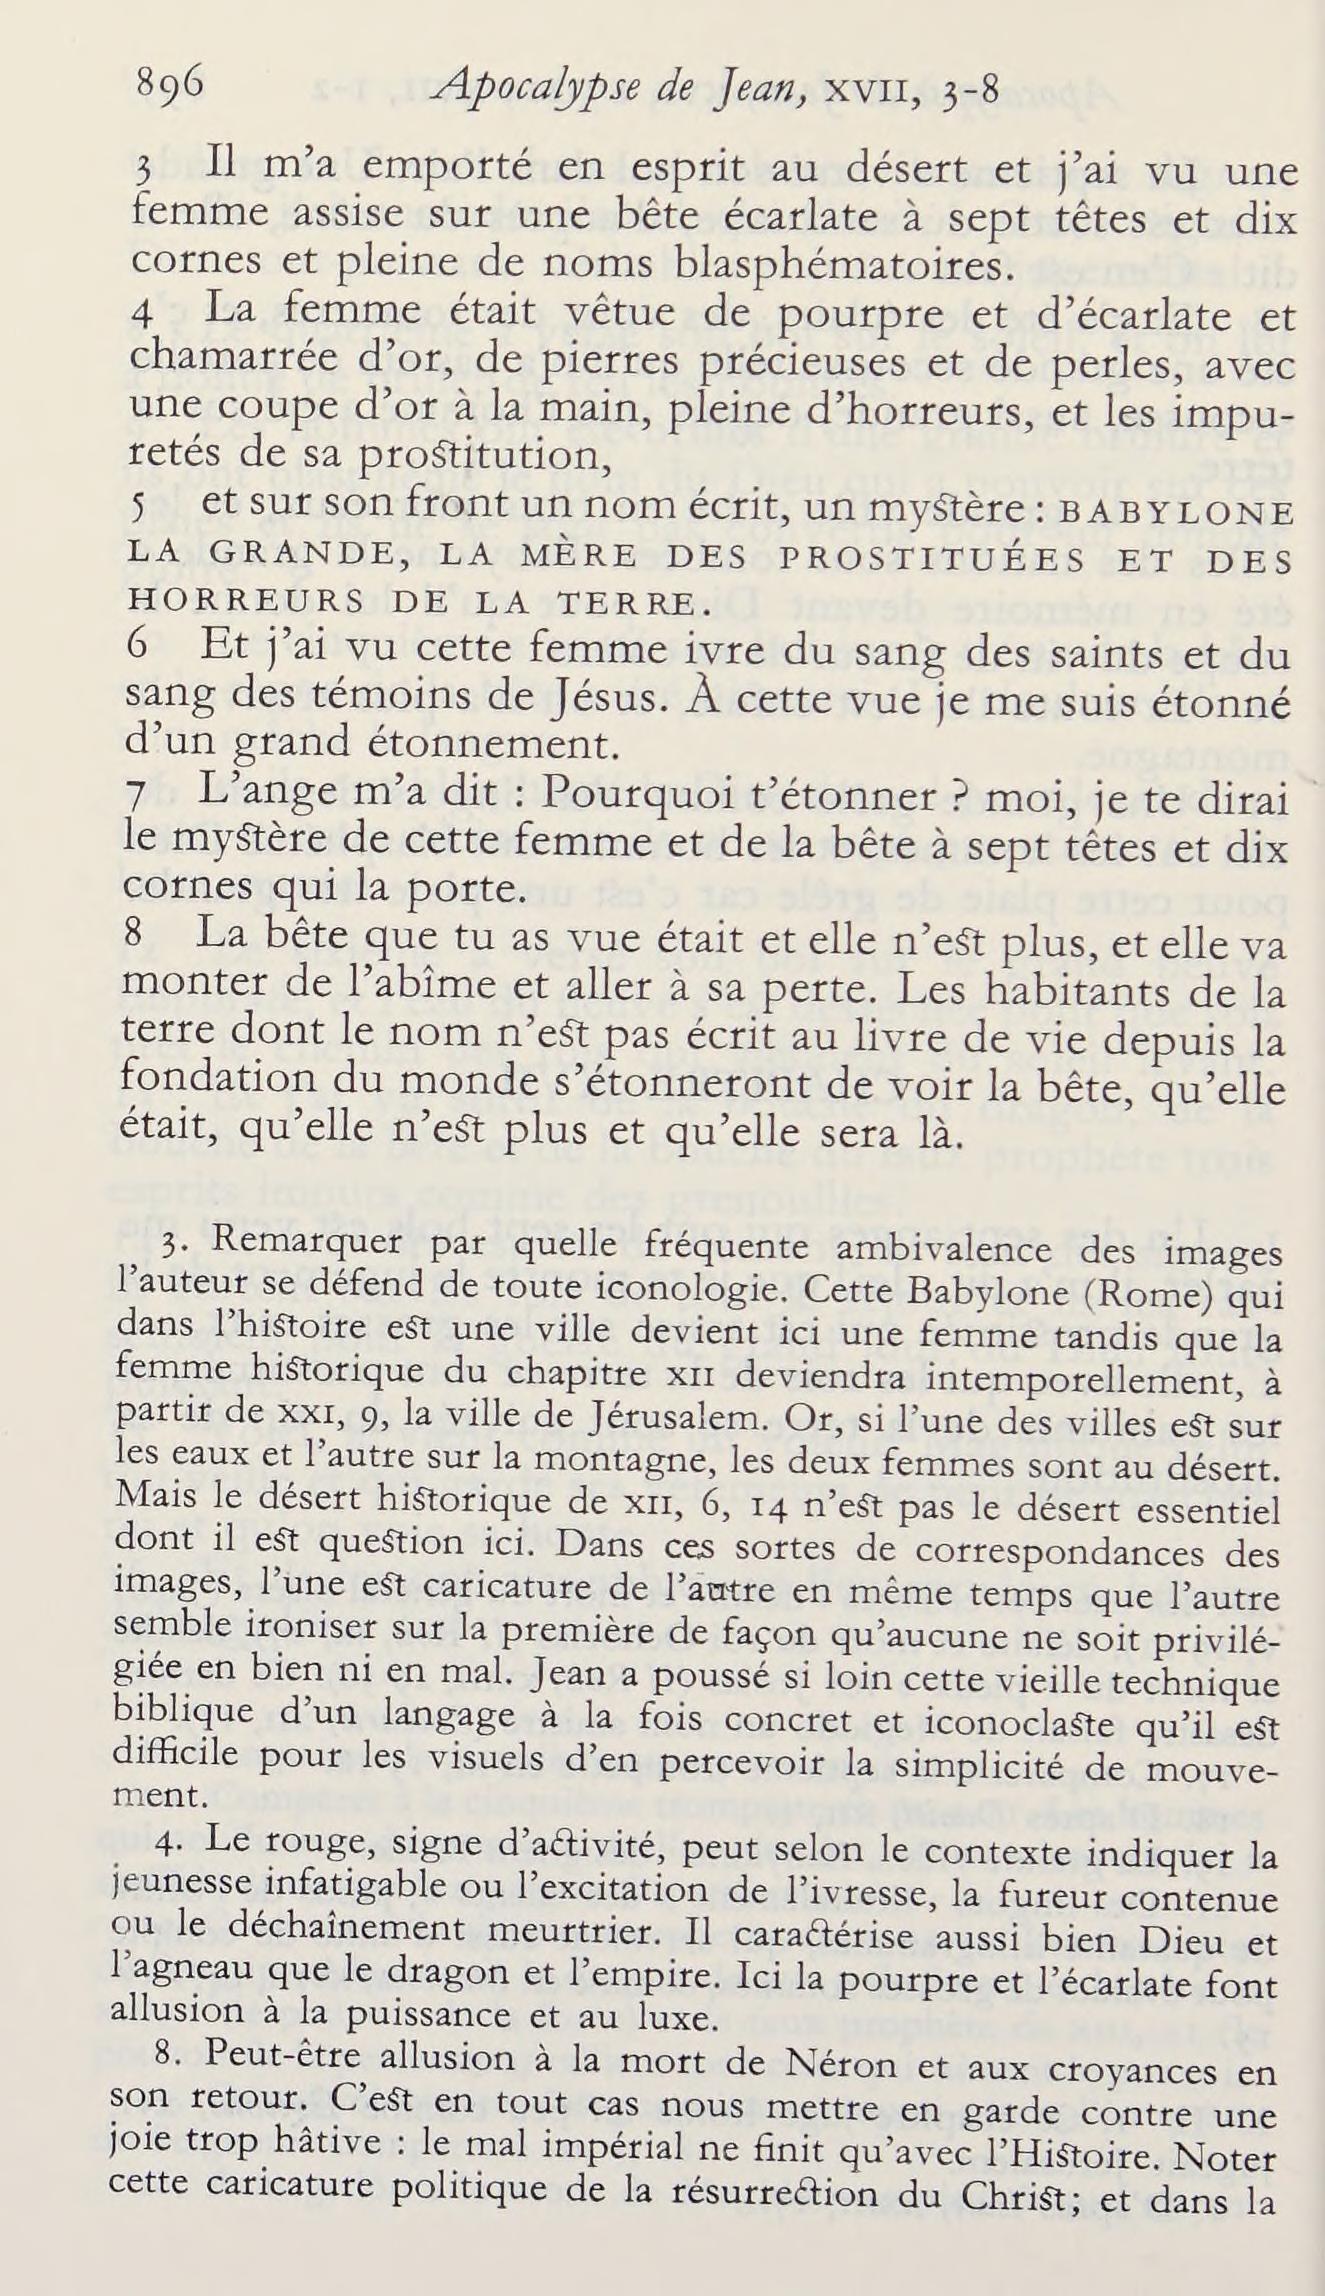 896 Apocalypse de Jean, XVII, 3-8
3 Il m’a emporté en esprit au désert et j’ai vu une
femme assise sur une bête écarlate à sept têtes et dix
cornes et pleine de noms blasphématoires.
4 La femme était vêtue de pourpre et d’écarlate et
chamarrée d’or, de pierres précieuses et de perles, avec
une coupe d’or à la main, pleine d’horreurs, et les impu-
retés de sa prostitution,
5 et sur son front un nom écrit, un mystère : BABYLONE
LA GRANDE, LA MÈRE DES PROSTITUÉES ET DES
HORREURS DE LA TERRE.
6 Et j’ai vu cette femme ivre du sang des saints et du
sang des témoins de Jésus. À cette vue je me suis étonné
d’un grand étonnement.
7 L’ange m’a dit : Pourquoi t’étonner ? moi, je te dirai
le mystère de cette femme et de la bête à sept têtes et dix
cornes qui la porte.
8 La bête que tu as vue était et elle n’est plus, et elle va
monter de l’abîme et aller à sa perte. Les habitants de la
terre dont le nom n’est pas écrit au livre de vie depuis la
fondation du monde s’étonneront de voir la bête, qu’elle
était, qu’elle n’est plus et qu’elle sera là.
3. Remarquer par quelle fréquente ambivalence des images
l’auteur se défend de toute iconologie. Cette Babylone (Rome) qui
dans l’histoire est une ville devient ici une femme tandis que la
femme historique du chapitre XII deviendra intemporellement, à
partir de XXI, 9, la ville de Jérusalem. Or, si l’une des villes est sur
les eaux et l’autre sur la montagne, les deux femmes sont au désert.
Mais le désert historique de XII, 6, 14 n’est pas le désert essentiel
dont il est question ici. Dans ces sortes de correspondances des
images, l’une est caricature de l’autre en même temps que l’autre
semble ironiser sur la première de façon qu’aucune ne soit privilé-
giée en bien ni en mal. Jean a poussé si loin cette vieille technique
biblique d’un langage à la fois concret et iconoclaste qu’il est
difficile pour les visuels d’en percevoir la simplicité de mouve-
ment.
4. Le rouge, signe d’activité, peut selon le contexte indiquer la
jeunesse infatigable ou l’excitation de l’ivresse, la fureur contenue
ou le déchaînement meurtrier. Il caractérise aussi bien Dieu et
l’agneau que le dragon et l’empire. Ici la pourpre et l’écarlate font
allusion à la puissance et au luxe.
8. Peut-être allusion à la mort de Néron et aux croyances en
son retour. C’est en tout cas nous mettre en garde contre une
joie trop hâtive : le mal impérial ne finit qu’avec l’Histoire. Noter
cette caricature politique de la résurrection du Christ; et dans la